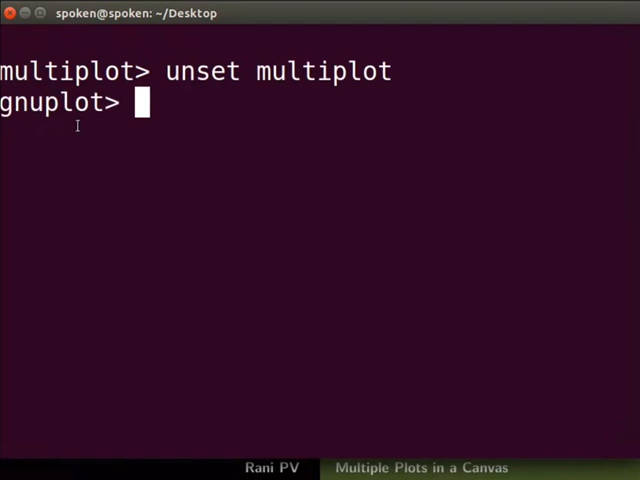 spoken@spoken: ~/Desktop
multiplot> unset multiplot
gnuplot>
Rani PV
Multiple Plots in a Canvas